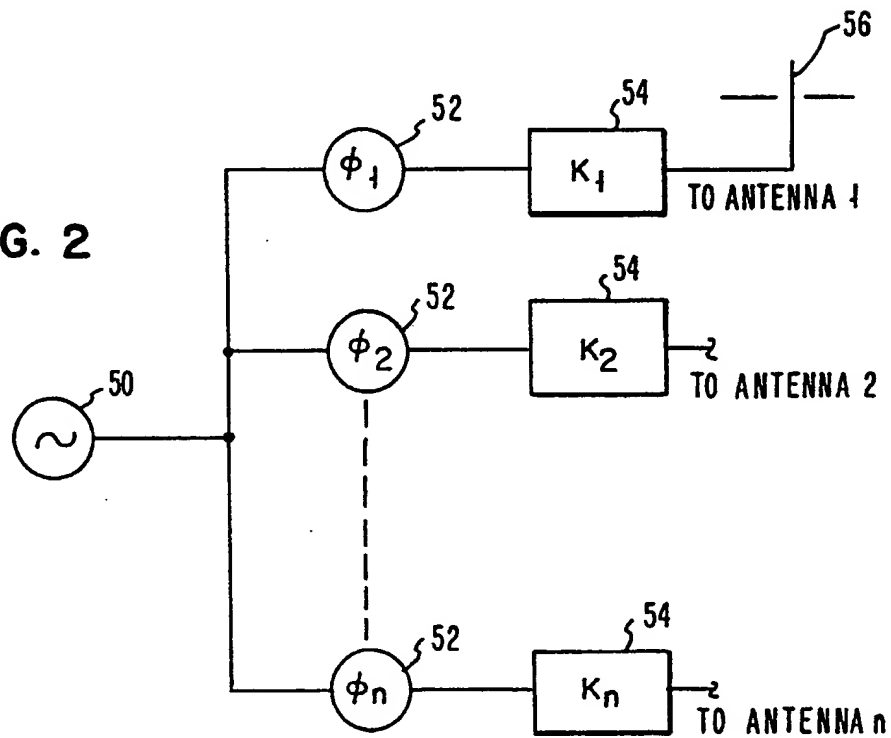 56
52
54
ϕ1
K1
TO ANTENNA 1
G. 2
52
54
ϕ2
K2
TO ANTENNA 2
50
∼
52
54
ϕn
Kn
TO ANTENNA n